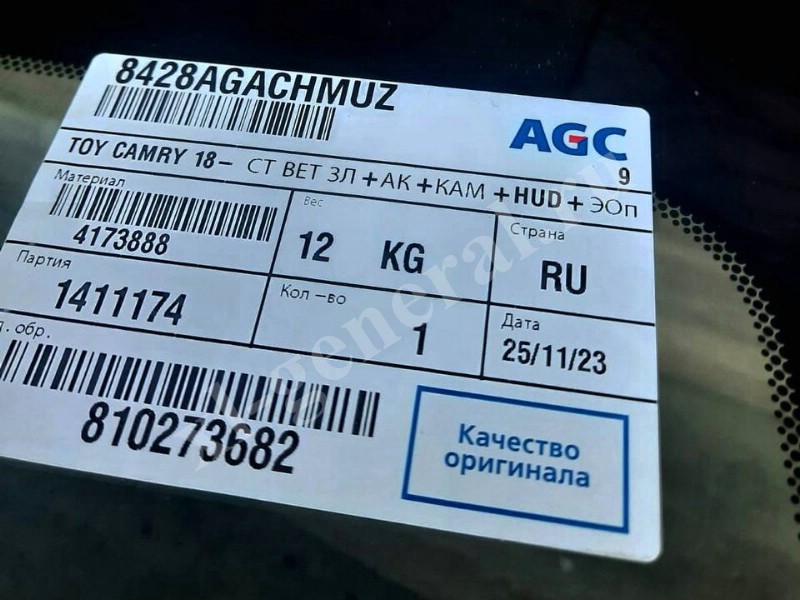 8428AGACHMUZ
AGC
9
TOY CAMRY 18- СТ ВЕТ ЗЛ+АК+КАМ+HUD+ЭОп
Материал
4173888
Вес
12 KG
Страна
RU
Партия
1411174
Кол-во
1
Дата
25/11/23
. обр.
810273682
Качество
оригинала